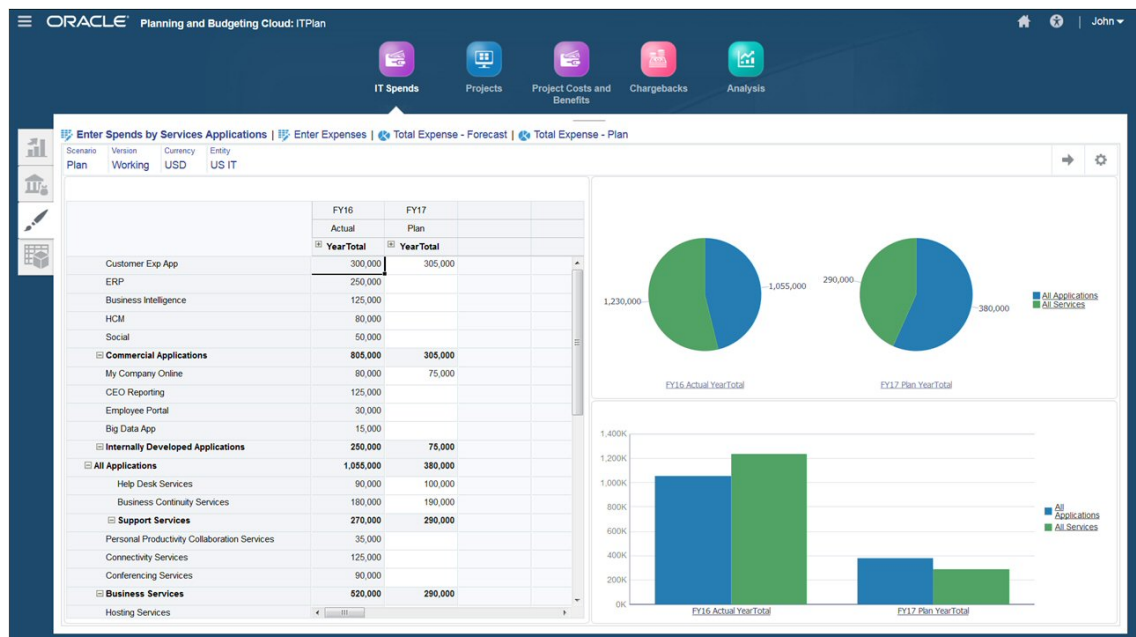 ORACLE® Planning and Budgeting Cloud: ITPlan
John
IT Spends
Projects
Project Costs and
Benefits
Chargebacks
Analysis
Enter Spends by Services Applications | Enter Expenses | Total Expense - Forecast | Total Expense - Plan
Scenario Version Currency Entity
Plan Working USD US IT
FY16 FY17
Actual Plan
YearTotal YearTotal
Customer Exp App 300,000 305,000
ERP 250,000
Business Intelligence 125,000
HCM 80,000
Social 50,000
Commercial Applications 805,000 305,000
My Company Online 80,000 75,000
CEO Reporting 125,000
Employee Portal 30,000
Big Data App 15,000
Internally Developed Applications 250,000 75,000
All Applications 1,055,000 380,000
Help Desk Services 90,000 100,000
Business Continuity Services 180,000 190,000
Support Services 270,000 290,000
Personal Productivity Collaboration Services 35,000
Connectivity Services 125,000
Conferencing Services 90,000
Business Services 520,000 290,000
Hosting Services
1,230,000
1,055,000
290,000
380,000
All Applications
All Services
FY16 Actual YearTotal
FY17 Plan YearTotal
1,400K
1,200K
1,000K
800K
600K
400K
200K
0K
FY16 Actual YearTotal
FY17 Plan YearTotal
All
Applications
All Services